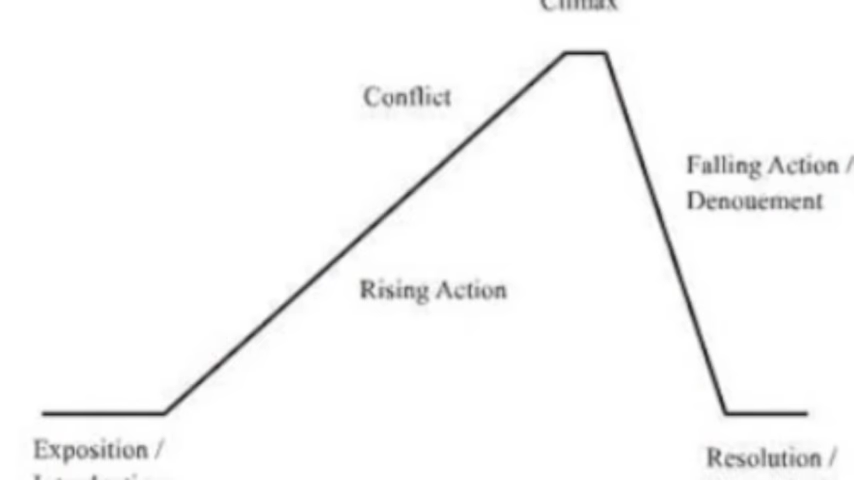 Climax
Conflict
Falling Action /
Denouement
Rising Action
Exposition /
Resolution /